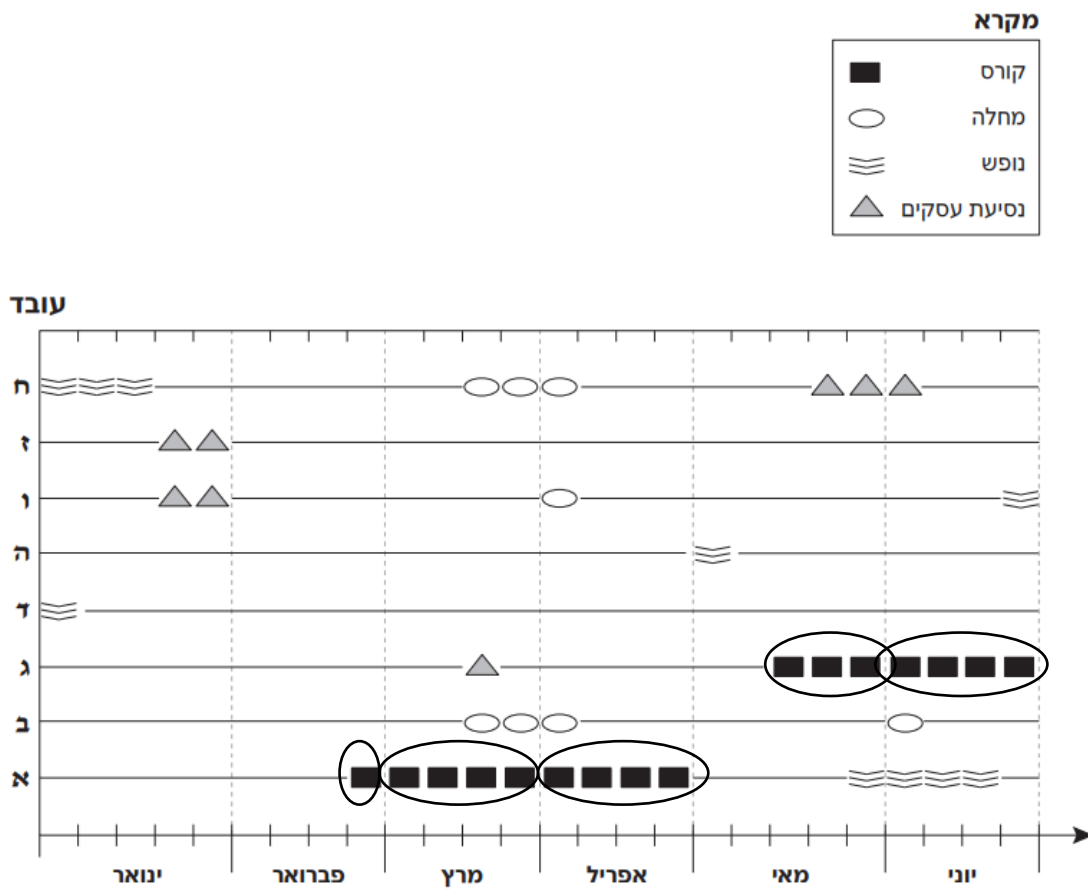 מקרא
קורס
מחלה
נופש
נסיעת עסקים
עובד
ח
ז
ו
ה
ד
ג
ב
א
ינואר
פברואר
מרץ
אפריל
מאי
יוני